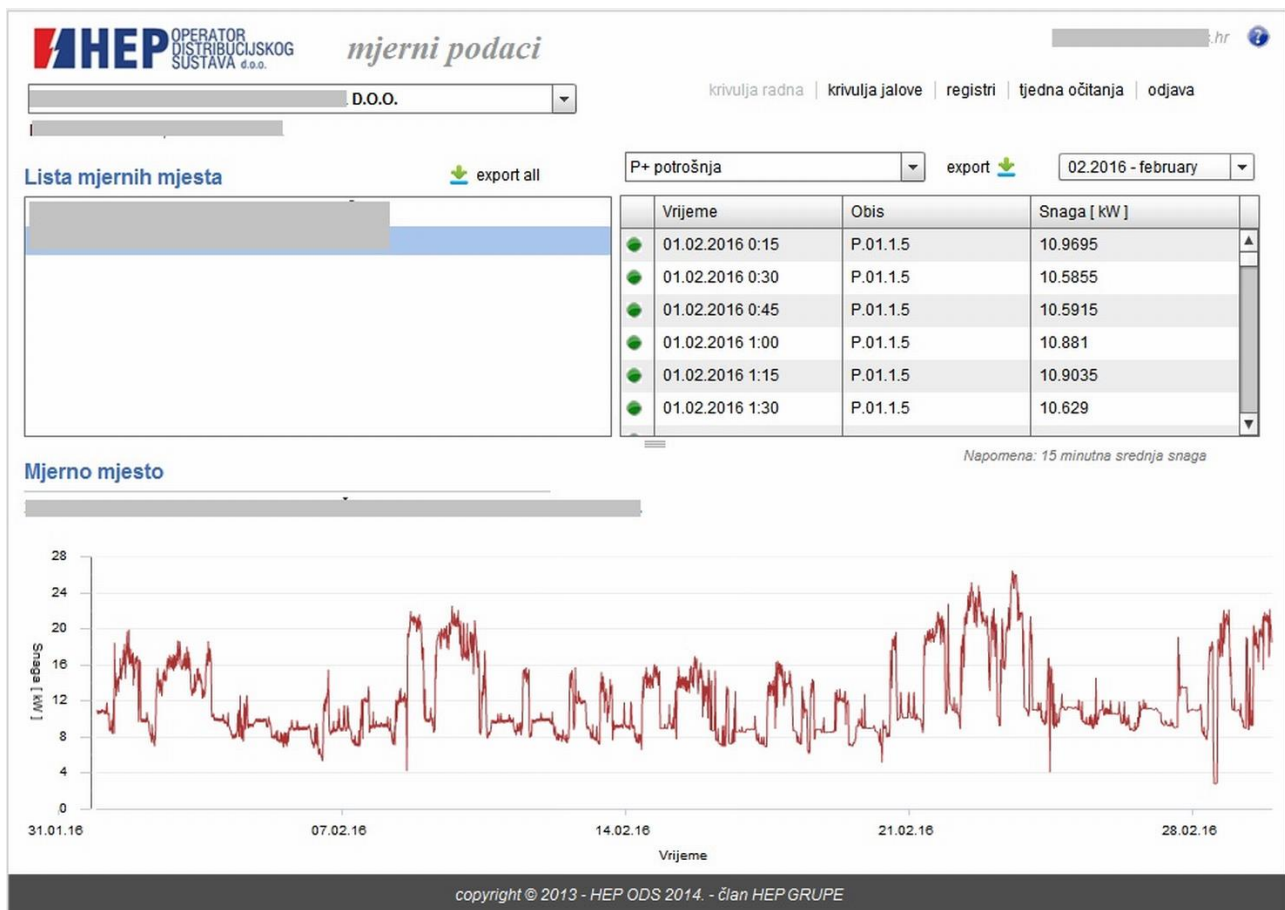 HEP OPERATOR
DISTRIBUCIJSKOG
SUSTAVA d.o.o.
mjerni podaci
.hr
D.O.O.
krivulja radna | krivulja jalove | registri | tjedna očitanja | odjava
Lista mjernih mjesta
export all
P+ potrošnja
export
02.2016 - february
Vrijeme Obis Snaga [ kW ]
01.02.2016 0:15 P.01.1.5 10.9695
01.02.2016 0:30 P.01.1.5 10.5855
01.02.2016 0:45 P.01.1.5 10.5915
01.02.2016 1:00 P.01.1.5 10.881
01.02.2016 1:15 P.01.1.5 10.9035
01.02.2016 1:30 P.01.1.5 10.629
Napomena: 15 minutna srednja snaga
Mjerno mjesto
Snaga [ kW ]
28
24
20
16
12
8
4
0
31.01.16 07.02.16 14.02.16 21.02.16 28.02.16
Vrijeme
copyright © 2013 - HEP ODS 2014. - član HEP GRUPE